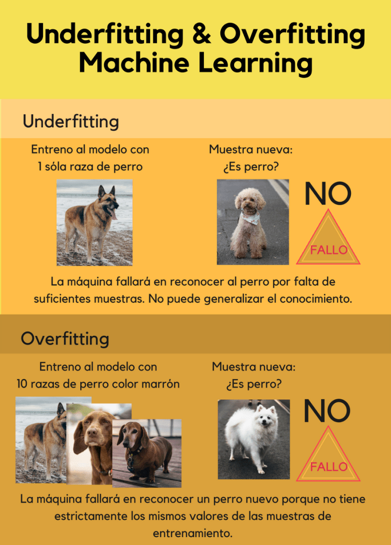 Underfitting & Overfitting
Machine Learning
Underfitting
Entreno al modelo con
1 sóla raza de perro
Muestra nueva:
¿Es perro?
NO
FALLO
La máquina fallará en reconocer al perro por falta de
suficientes muestras. No puede generalizar el conocimiento.
Overfitting
Entreno al modelo con
10 razas de perro color marrón
Muestra nueva:
¿Es perro?
NO
FALLO
La máquina fallará en reconocer un perro nuevo porque no tiene
estrictamente los mismos valores de las muestras de
entrenamiento.